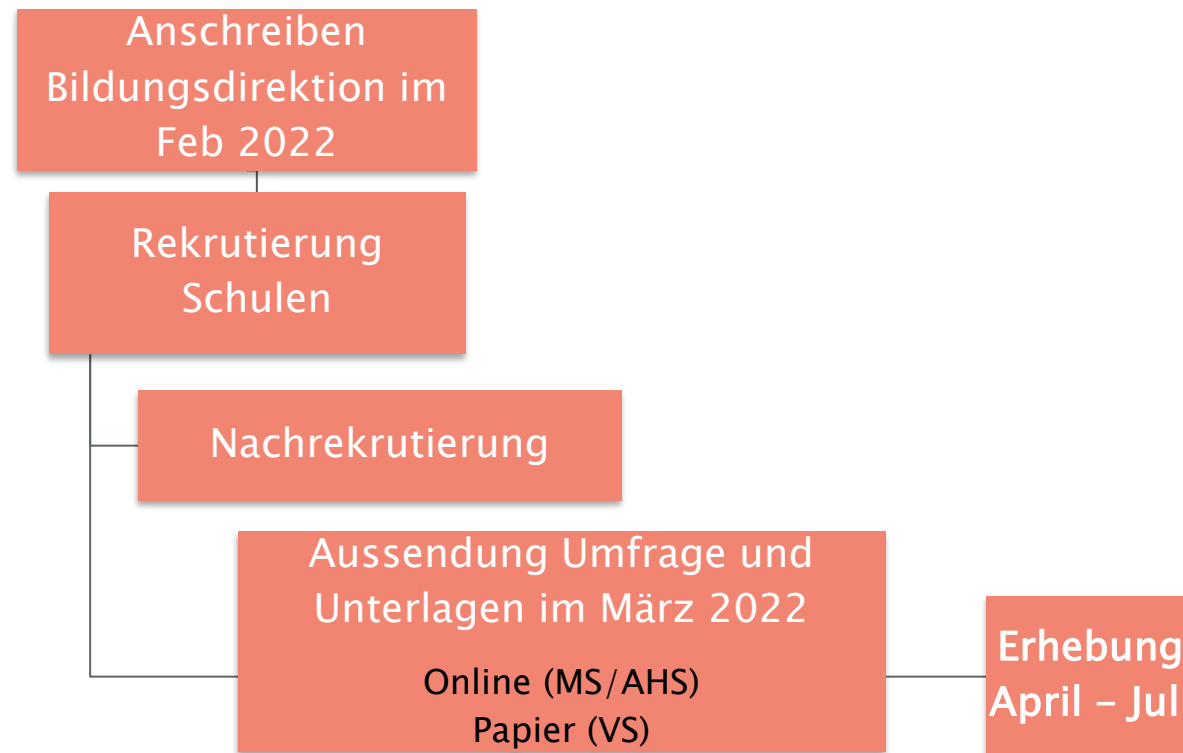 Anschreiben
Bildungsdirektion im
Feb 2022
Rekrutierung
Schulen
Nachrekrutierung
Aussendung Umfrage und
Unterlagen im März 2022
Online (MS/AHS)
Papier (VS)
Erhebung
April – Jul